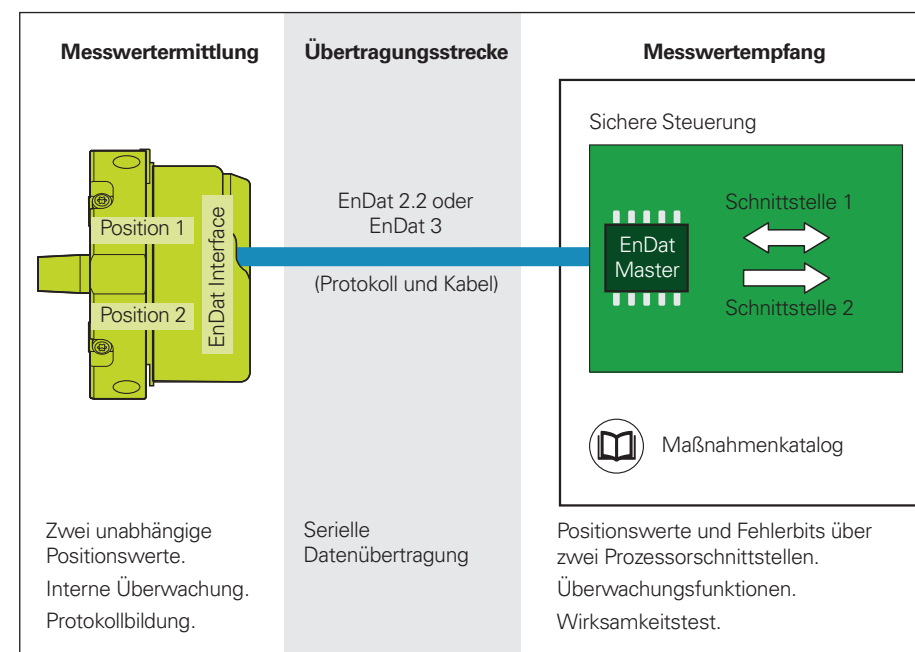 Messwertermittlung
Übertragungsstrecke
Messwertempfang
Sichere Steuerung
Position 1
Position 2
EnDat Interface
EnDat 2.2 oder
EnDat 3
(Protokoll und Kabel)
EnDat
Master
Schnittstelle 1
Schnittstelle 2
Maßnahmenkatalog
Zwei unabhängige
Positionswerte.
Interne Überwachung.
Protokollbildung.
Serielle
Datenübertragung
Positionswerte und Fehlerbits über
zwei Prozessorschnittstellen.
Überwachungsfunktionen.
Wirksamkeitstest.